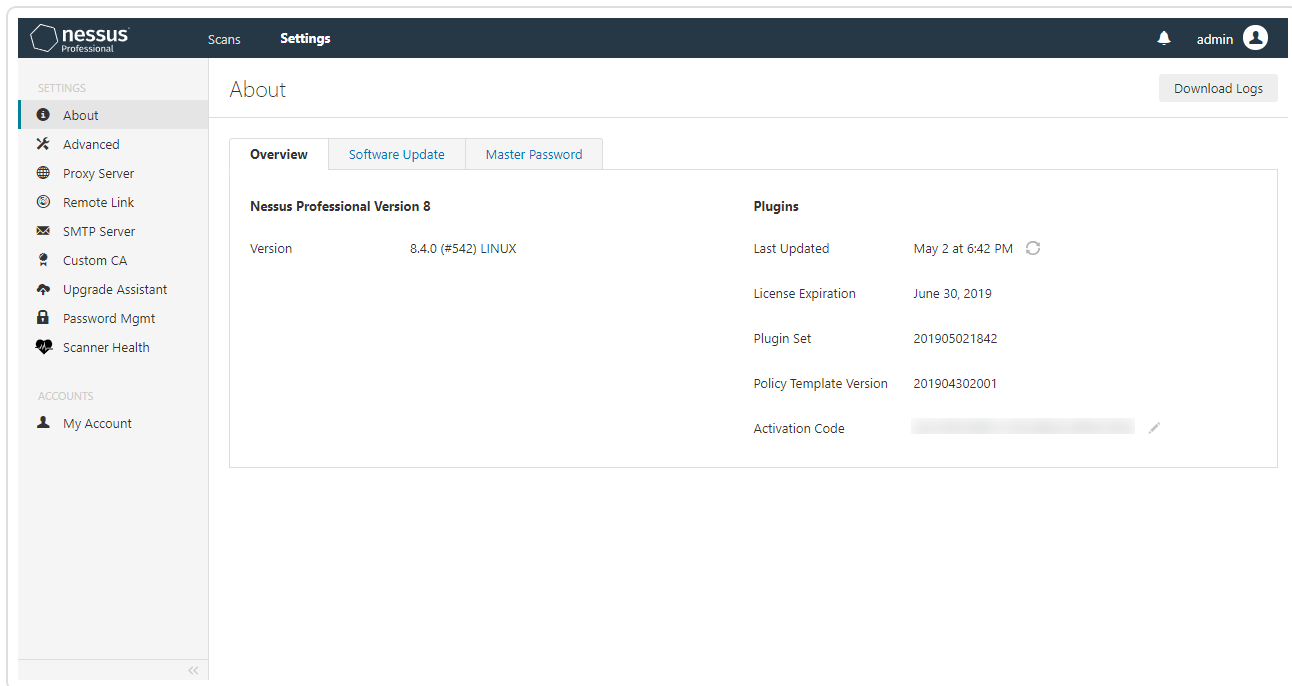 nessus
Professional
Scans
Settings
admin
SETTINGS
About
Advanced
Proxy Server
Remote Link
SMTP Server
Custom CA
Upgrade Assistant
Password Mgmt
Scanner Health
ACCOUNTS
My Account
About
Download Logs
Overview
Software Update
Master Password
Nessus Professional Version 8
Version 8.4.0 (#542) LINUX
Plugins
Last Updated May 2 at 6:42 PM
License Expiration June 30, 2019
Plugin Set 201905021842
Policy Template Version 201904302001
Activation Code